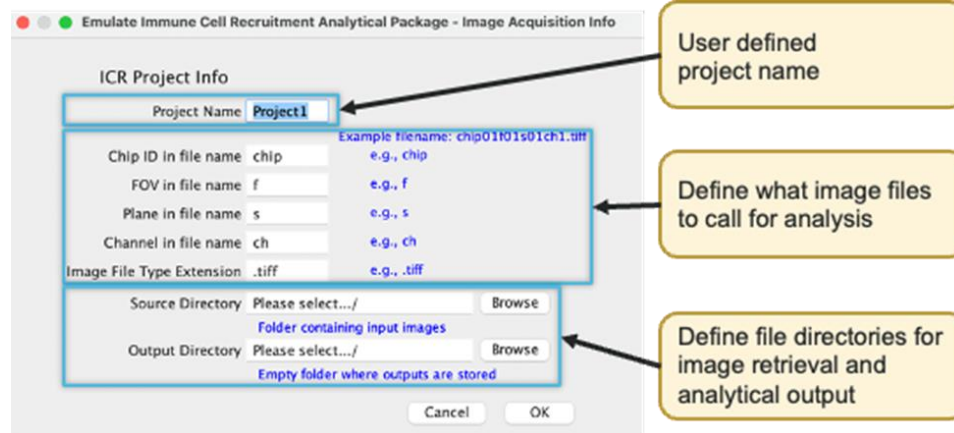 Emulate Immune Cell Recruitment Analytical Package - Image Acquisition Info
ICR Project Info
Project Name Project1
Example filename: chip01f01s01ch1.tiff
Chip ID in file name chip e.g., chip
FOV in file name f e.g., f
Plane in file name s e.g., s
Channel in file name ch e.g., ch
Image File Type Extension .tiff e.g., .tiff
Source Directory Please select.../ Browse
Folder containing input images
Output Directory Please select.../ Browse
Empty folder where outputs are stored
Cancel OK
User defined
project name
Define what image files
to call for analysis
Define file directories for
image retrieval and
analytical output